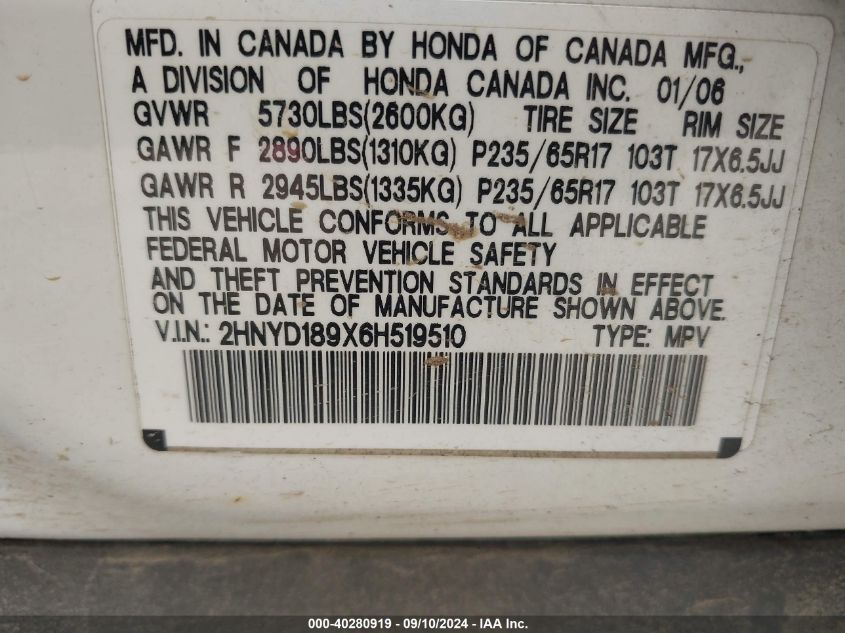 MFD. IN CANADA BY HONDA OF CANADA MFG.,
A DIVISION OF HONDA CANADA INC. 01/06
GVWR 5730LBS(2600KG) TIRE SIZE RIM SIZE
GAWR F 2890LBS(1310KG) P235/65R17 103T 17X6.5JJ
GAWR R 2945LBS(1335KG) P235/65R17 103T 17X6.5JJ
THIS VEHICLE CONFORMS TO ALL APPLICABLE
FEDERAL MOTOR VEHICLE SAFETY
AND THEFT PREVENTION STANDARDS IN EFFECT
ON THE DATE OF MANUFACTURE SHOWN ABOVE.
V.I.N.: 2HNYD189X6H519510 TYPE: MPV
000-40280919 - 09/10/2024 - IAA Inc.